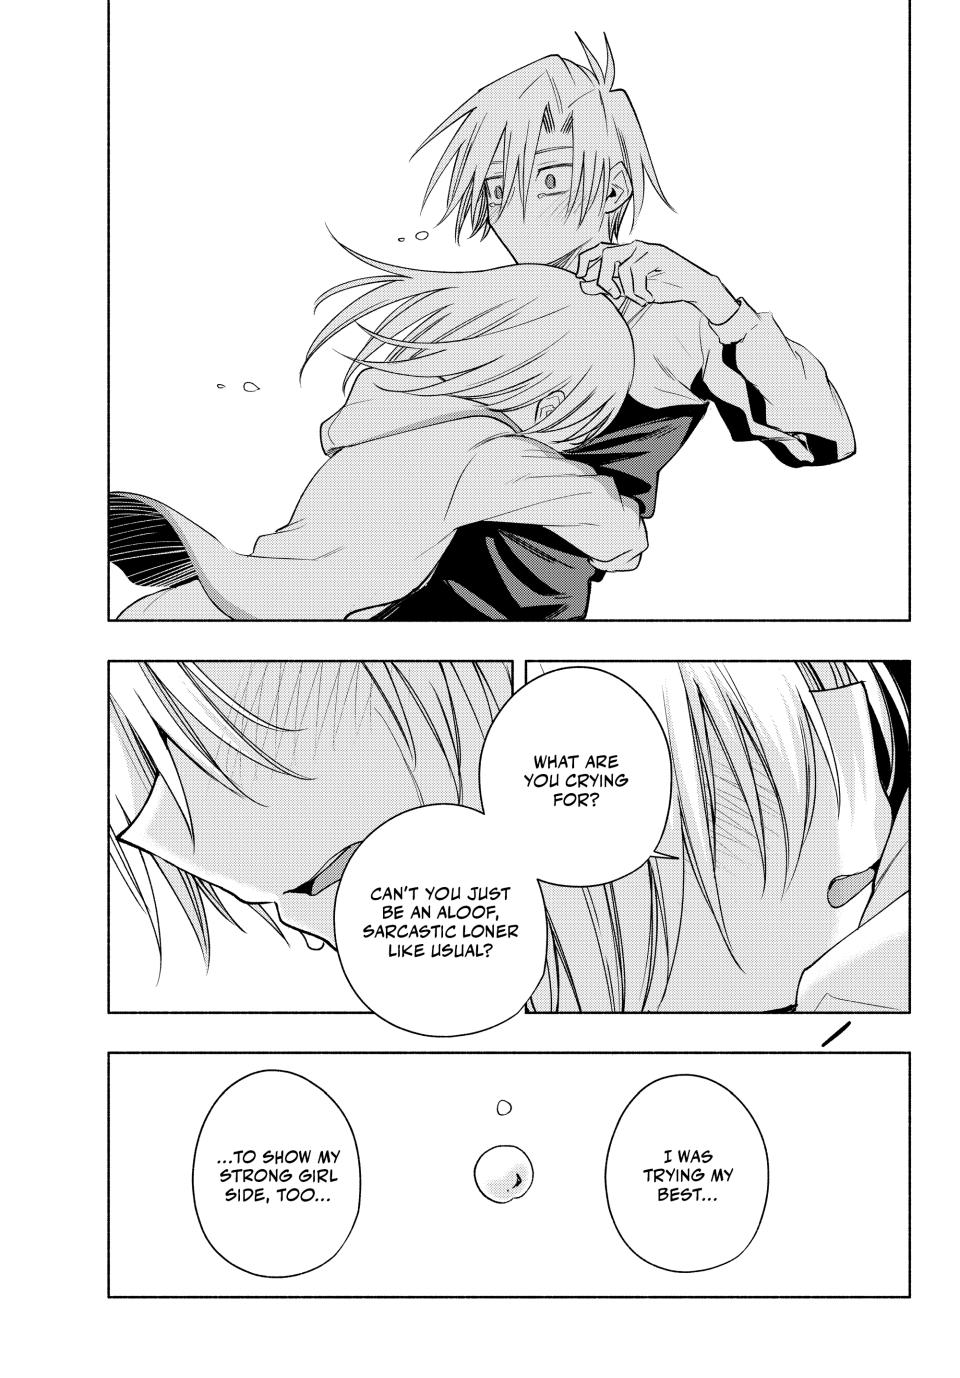 WHAT ARE
YOU CRYING
FOR?
CAN'T YOU JUST
BE AN ALOOF,
SARCASTIC LONER
LIKE USUAL?
I WAS
TRYING MY
BEST...
...TO SHOW MY
STRONG GIRL
SIDE, TOO...